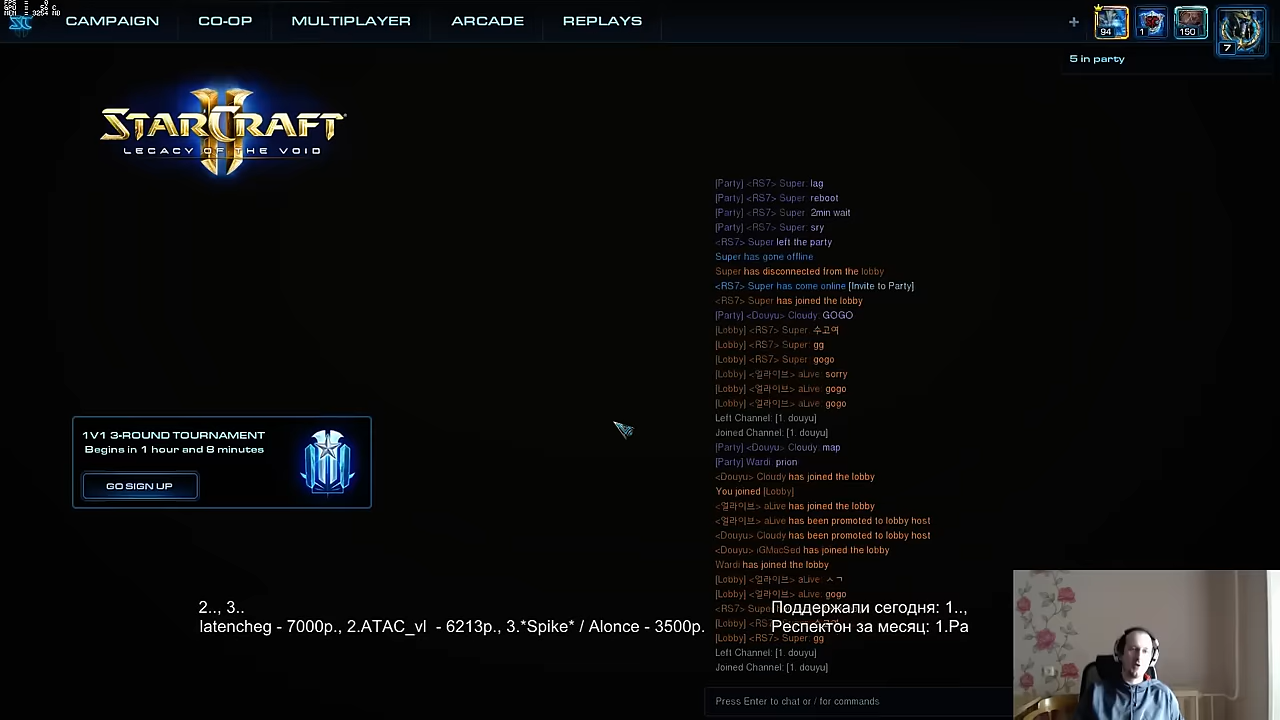 CAMPAIGN CO-OP MULTIPLAYER ARCADE REPLAYS
94 1 150 7
5 in party
STARCRAFT II
LEGACY OF THE VOID
[Party] <RS7> Super: lag
[Party] <RS7> Super: reboot
[Party] <RS7> Super: 2min wait
[Party] <RS7> Super: sry
<RS7> Super left the party
Super has gone offline
Super has disconnected from the lobby
<RS7> Super has come online [Invite to Party]
<RS7> Super has joined the lobby
[Party] <Douyu> Cloudy: GOGO
[Lobby] <RS7> Super: 수고여
[Lobby] <RS7> Super: gg
[Lobby] <RS7> Super: gogo
[Lobby] <얼라이브> aLive: sorry
[Lobby] <얼라이브> aLive: gogo
[Lobby] <얼라이브> aLive: gogo
Left Channel: [1. douyu]
Joined Channel: [1. douyu]
[Party] <Douyu> Cloudy: map
[Party] Wardi: prion
<Douyu> Cloudy has joined the lobby
You joined [Lobby]
<얼라이브> aLive has joined the lobby
<얼라이브> aLive has been promoted to lobby host
<Douyu> Cloudy has been promoted to lobby host
<Douyu> iGMacSed has joined the lobby
Wardi has joined the lobby
[Lobby] <얼라이브> aLive: ㅅㄱ
[Lobby] <얼라이브> aLive: gogo
[Lobby] <RS7> Super: gg
Left Channel: [1. douyu]
Joined Channel: [1. douyu]
Press Enter to chat or / for commands
1V1 3-ROUND TOURNAMENT
Begins in 1 hour and 8 minutes
GO SIGN UP
2.., 3..
latencheg - 7000р., 2.ATAC_vl - 6213р., 3.*Spike* / Alonce - 3500р.
Поддержали сегодня: 1..,
Респектон за месяц: 1.Ра